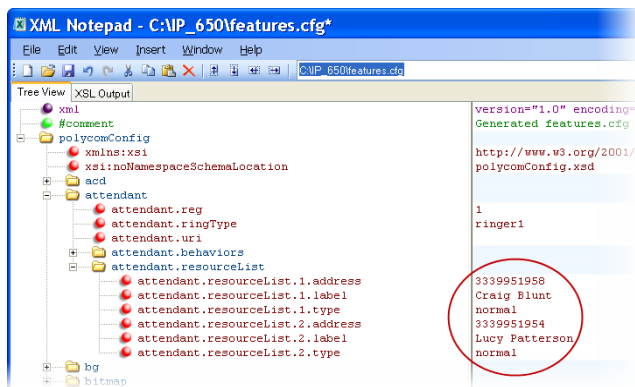 XML Notepad - C:\IP_650\features.cfg*
File Edit View Insert Window Help
C:\IP_650\features.cfg
Tree View XSL Output
xml version="1.0" encoding=
#comment Generated features.cfg
polycomConfig
xmlns:xsi http://www.w3.org/2001/
xsi:noNamespaceSchemaLocation polycomConfig.xsd
acd
attendant
attendant.reg 1
attendant.ringType ringer1
attendant.uri
attendant.behaviors
attendant.resourceList
attendant.resourceList.1.address 3339951958
attendant.resourceList.1.label Craig Blunt
attendant.resourceList.1.type normal
attendant.resourceList.2.address 3339951954
attendant.resourceList.2.label Lucy Patterson
attendant.resourceList.2.type normal
bg
bitmap